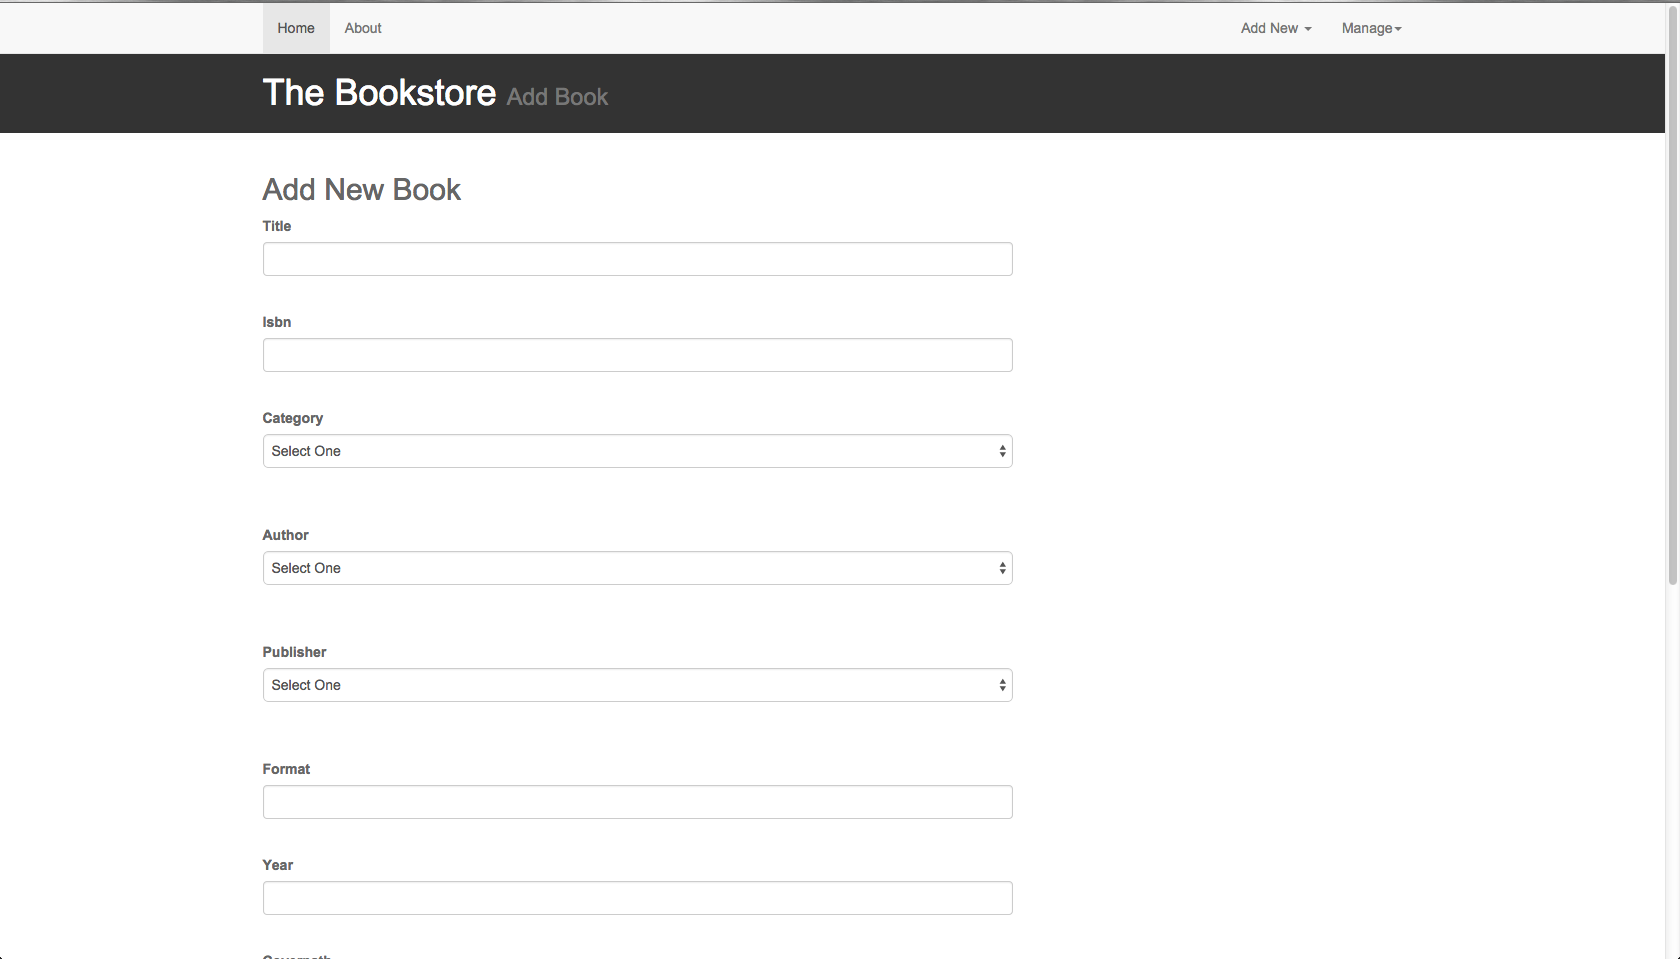 Home About Add New Manage
The Bookstore Add Book
Add New Book
Title
Isbn
Category
Select One
Author
Select One
Publisher
Select One
Format
Year